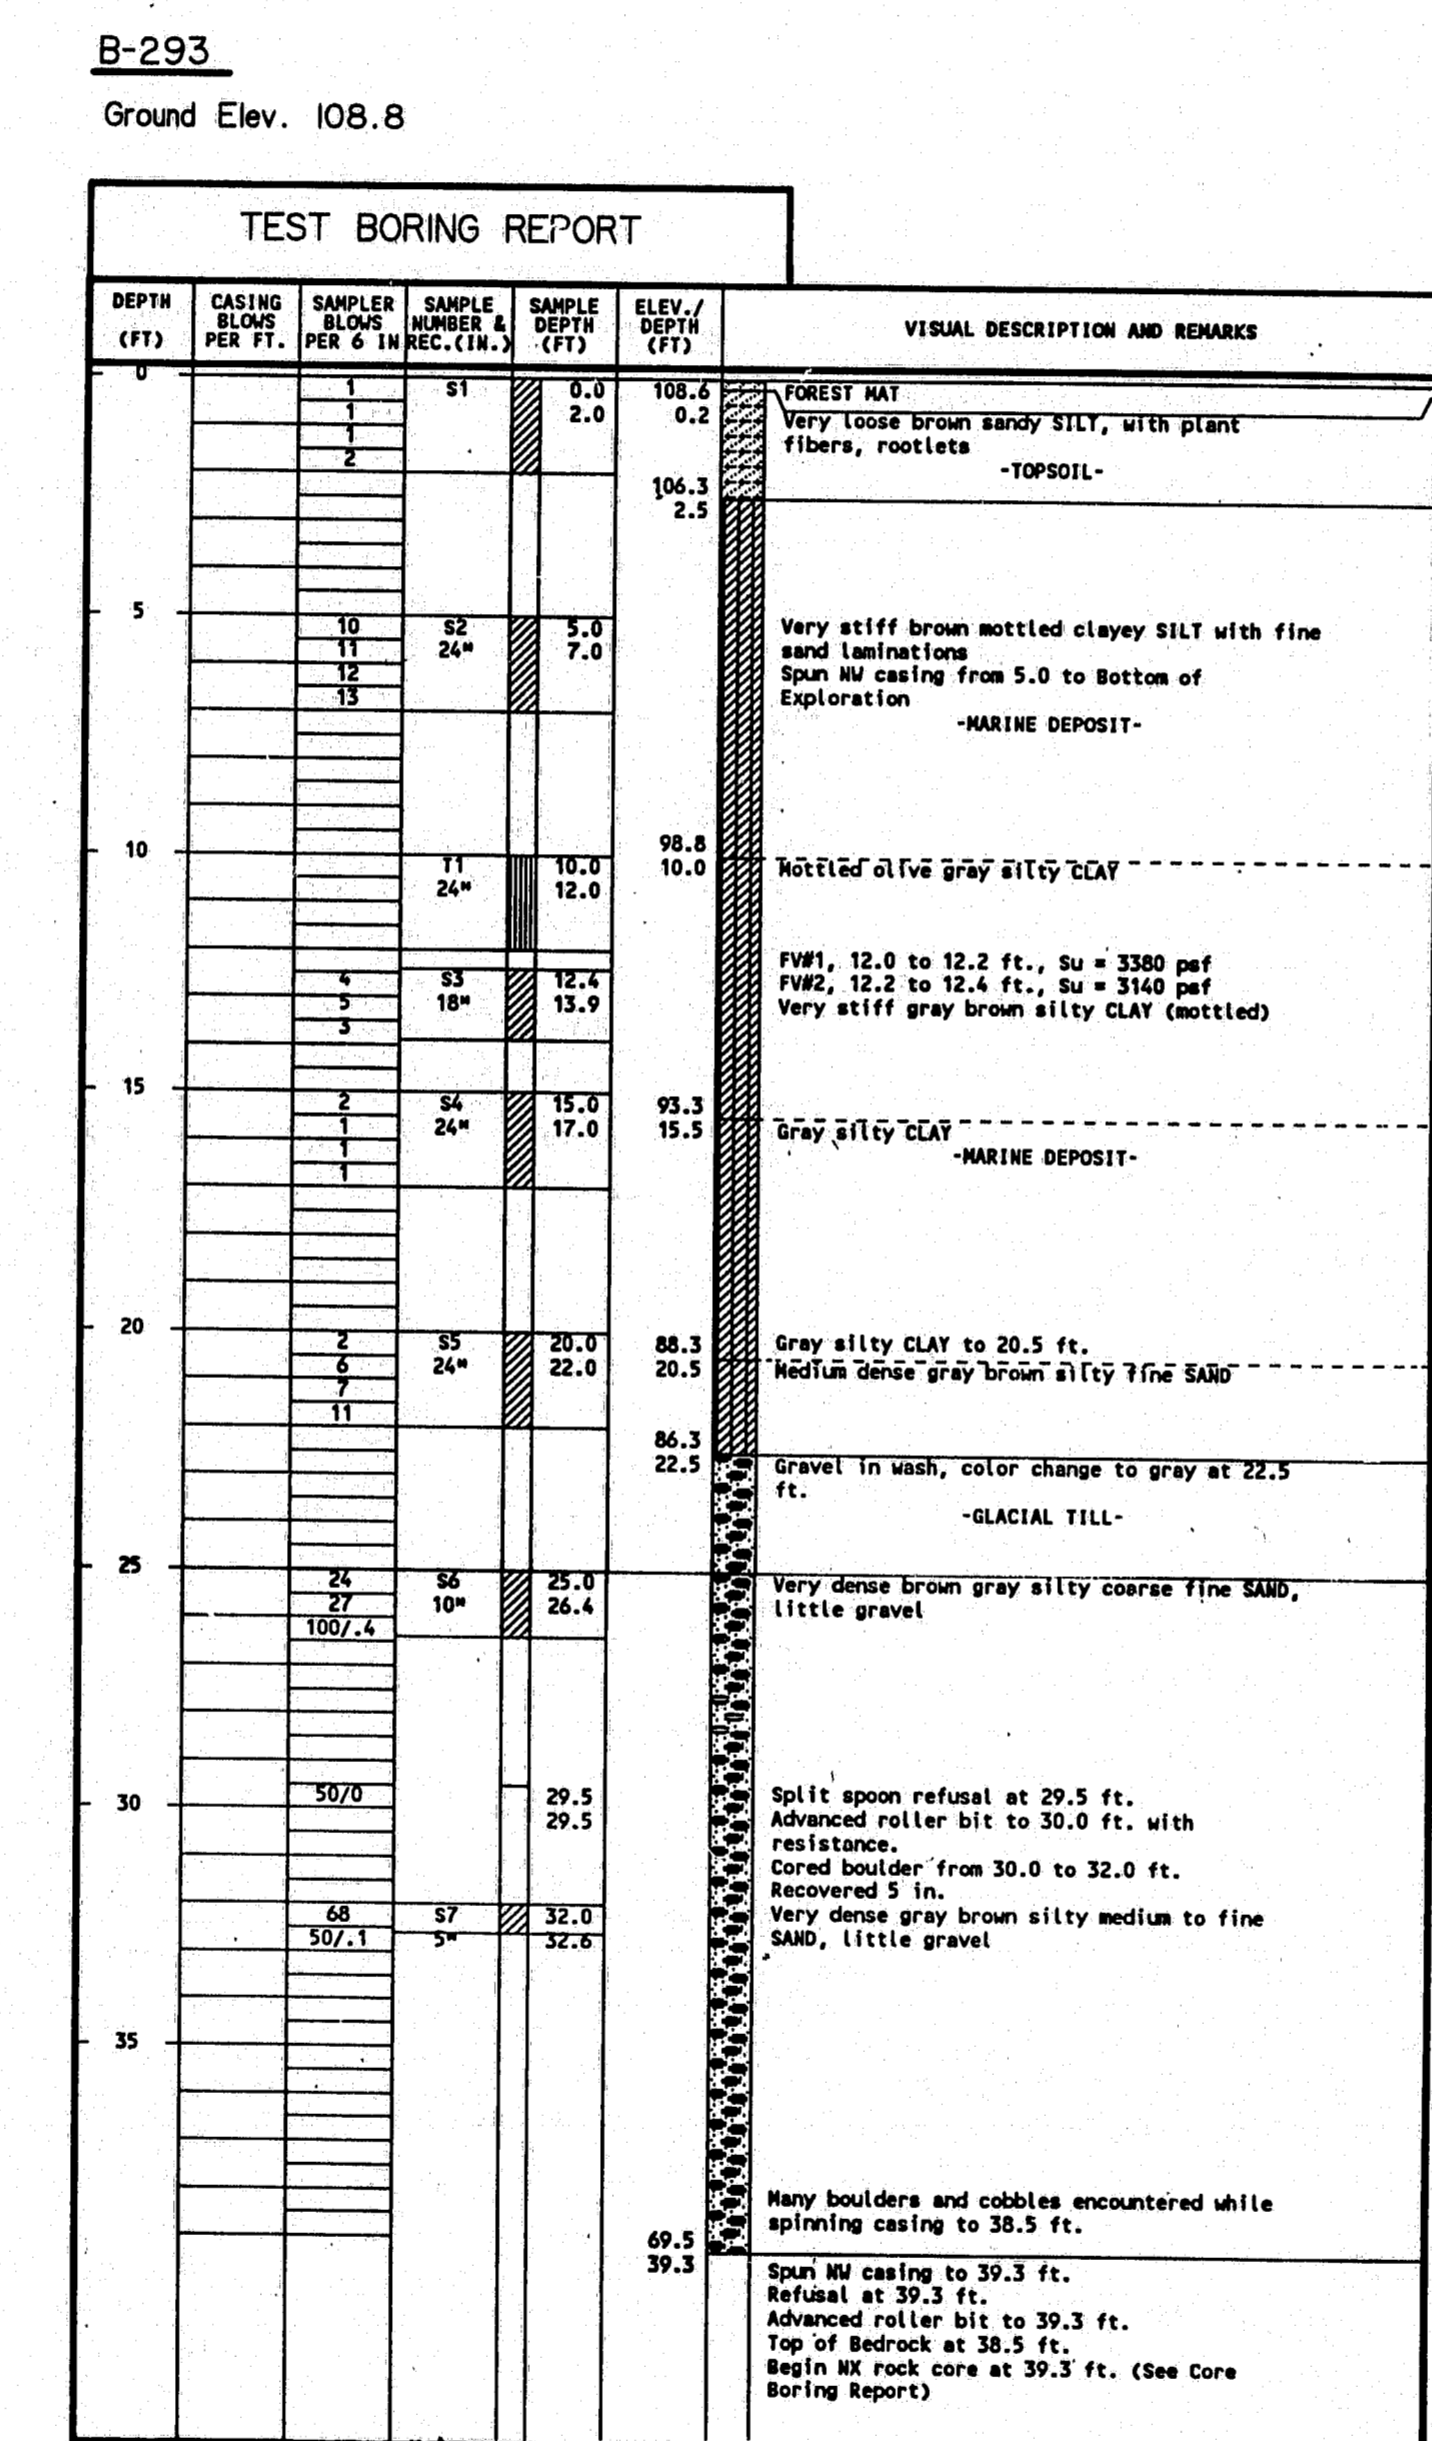 B-293
Ground Elev. 108.8
TEST BORING REPORT
DEPTH (FT)
CASING BLOWS PER FT.
SAMPLER BLOWS PER 6 IN
SAMPLE NUMBER & REC.(IN.)
SAMPLE DEPTH (FT)
ELEV./ DEPTH (FT)
VISUAL DESCRIPTION AND REMARKS
0
1 S1 0.0 108.6 FOREST MAT
1 2.0 0.2 Very loose brown sandy SILT, with plant
1 fibers, rootlets
2 -TOPSOIL-
106.3
2.5
5
10 S2 5.0 Very stiff brown mottled clayey SILT with fine
11 24" 7.0 sand laminations
12 Spun NW casing from 5.0 to Bottom of
13 Exploration
-MARINE DEPOSIT-
98.8
10 T1 10.0 10.0 Mottled olive gray silty CLAY
24" 12.0
FV#1, 12.0 to 12.2 ft., Su = 3380 psf
4 S3 12.4 FV#2, 12.2 to 12.4 ft., Su = 3140 psf
5 18" 13.9 Very stiff gray brown silty CLAY (mottled)
3
15
2 S4 15.0 93.3
1 24" 17.0 15.5 Gray silty CLAY
1 -MARINE DEPOSIT-
1
20
2 S5 20.0 88.3 Gray silty CLAY to 20.5 ft.
6 24" 22.0 20.5 Medium dense gray brown silty fine SAND
7
11
86.3
22.5 Gravel in wash, color change to gray at 22.5
ft.
-GLACIAL TILL-
25
24 S6 25.0 Very dense brown gray silty coarse fine SAND,
27 10" 26.4 little gravel
100/.4
50/0 29.5 Split spoon refusal at 29.5 ft.
30 29.5 Advanced roller bit to 30.0 ft. with
resistance.
Cored boulder from 30.0 to 32.0 ft.
Recovered 5 in.
68 S7 32.0 Very dense gray brown silty medium to fine
50/.1 5" 32.6 SAND, little gravel
35
Many boulders and cobbles encountered while
spinning casing to 38.5 ft.
69.5
39.3 Spun NW casing to 39.3 ft.
Refusal at 39.3 ft.
Advanced roller bit to 39.3 ft.
Top of Bedrock at 38.5 ft.
Begin NX rock core at 39.3 ft. (See Core
Boring Report)